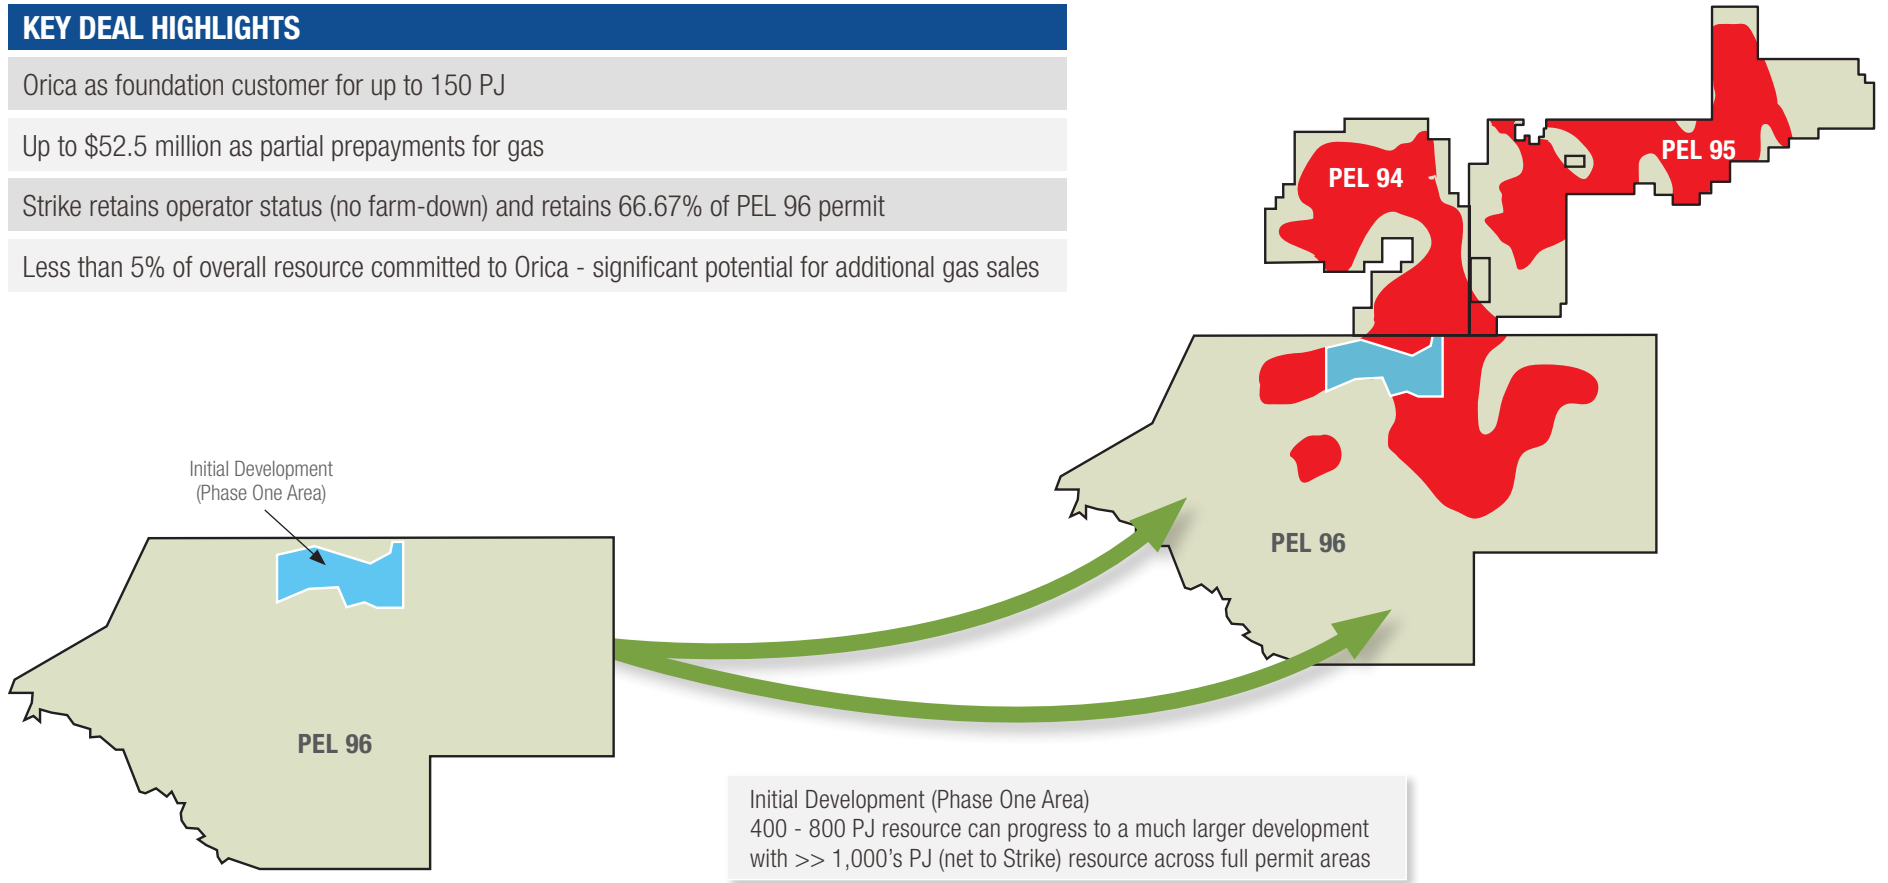 KEY DEAL HIGHLIGHTS
Orica as foundation customer for up to 150 PJ
Up to $52.5 million as partial prepayments for gas
Strike retains operator status (no farm-down) and retains 66.67% of PEL 96 permit
Less than 5% of overall resource committed to Orica - significant potential for additional gas sales
PEL 95
PEL 94
PEL 96
Initial Development
(Phase One Area)
PEL 96
Initial Development (Phase One Area)
400 - 800 PJ resource can progress to a much larger development
with >> 1,000's PJ (net to Strike) resource across full permit areas